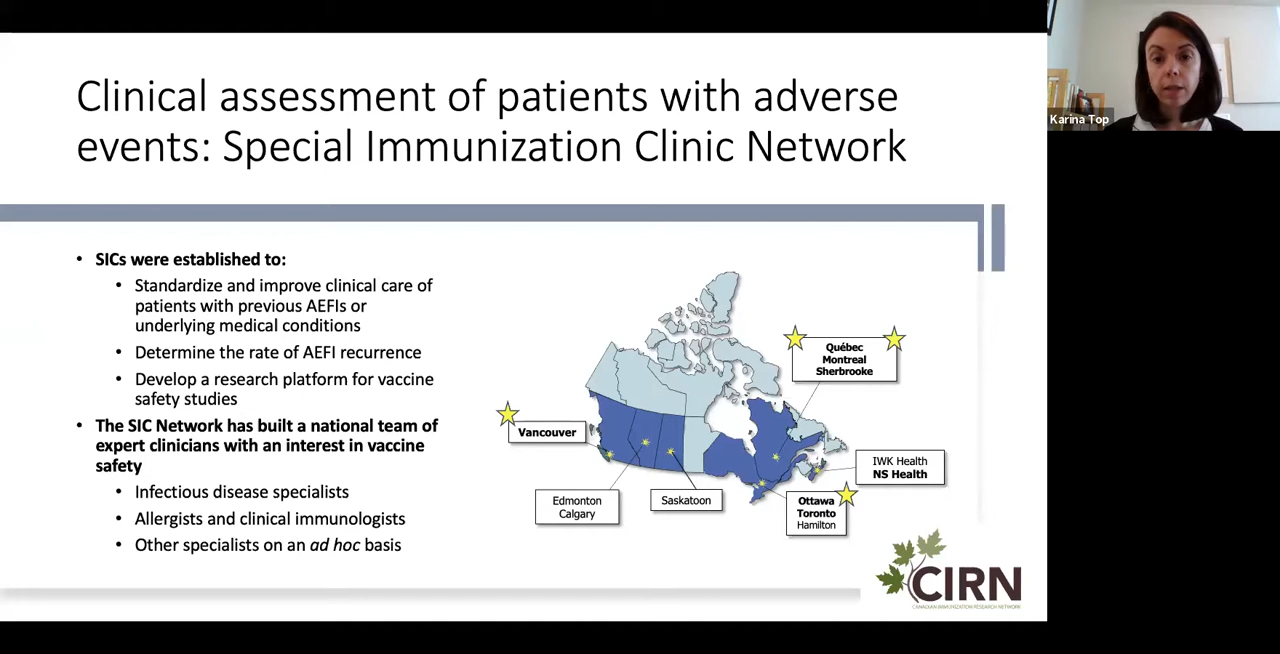 Clinical assessment of patients with adverse
events: Special Immunization Clinic Network
Karina Top
• SICs were established to:
• Standardize and improve clinical care of
patients with previous AEFIs or
underlying medical conditions
• Determine the rate of AEFI recurrence
• Develop a research platform for vaccine
safety studies
• The SIC Network has built a national team of
expert clinicians with an interest in vaccine
safety
• Infectious disease specialists
• Allergists and clinical immunologists
• Other specialists on an ad hoc basis
Québec
Montreal
Sherbrooke
Vancouver
IWK Health
NS Health
Edmonton
Calgary
Saskatoon
Ottawa
Toronto
Hamilton
CIRN
CANADIAN IMMUNIZATION RESEARCH NETWORK